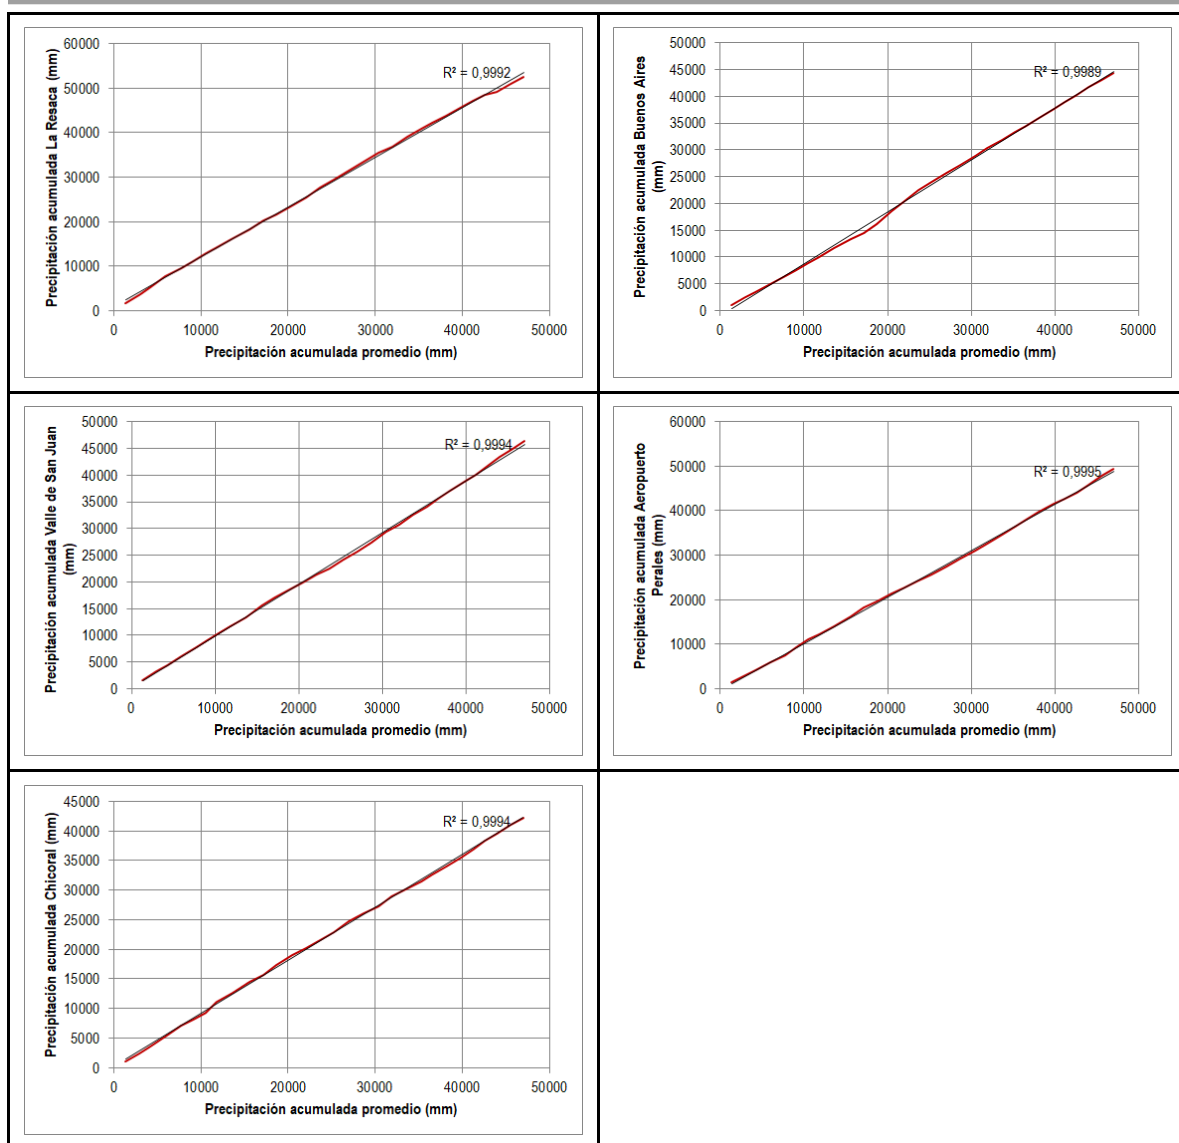 Precipitación acumulada La Resaca (mm)
60000
50000
40000
30000
20000
10000
0
R² = 0,9992
0 10000 20000 30000 40000 50000
Precipitación acumulada promedio (mm)
Precipitación acumulada Buenos Aires
(mm)
50000
45000
40000
35000
30000
25000
20000
15000
10000
5000
0
R² = 0,9989
0 10000 20000 30000 40000 50000
Precipitación acumulada promedio (mm)
Precipitación acumulada Valle de San Juan
(mm)
50000
45000
40000
35000
30000
25000
20000
15000
10000
5000
0
R² = 0,9994
0 10000 20000 30000 40000 50000
Precipitación acumulada promedio (mm)
Precipitación acumulada Aeropuerto
Perales (mm)
60000
50000
40000
30000
20000
10000
0
R² = 0,9995
0 10000 20000 30000 40000 50000
Precipitación acumulada promedio (mm)
Precipitación acumulada Chicoral (mm)
45000
40000
35000
30000
25000
20000
15000
10000
5000
0
R² = 0,9994
0 10000 20000 30000 40000 50000
Precipitación acumulada promedio (mm)